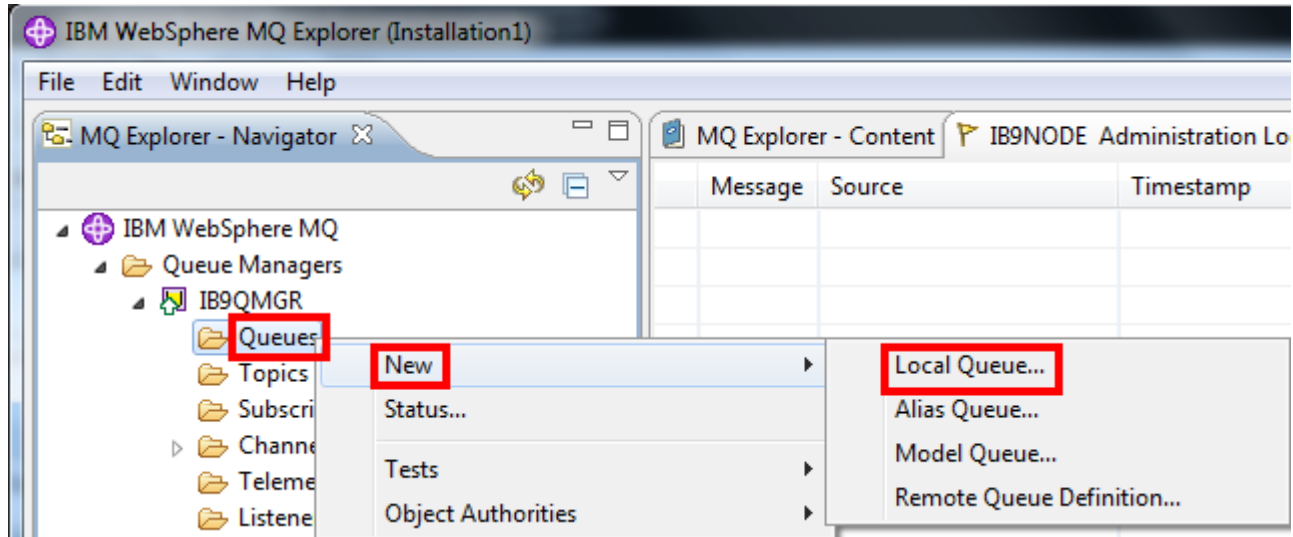 IBM WebSphere MQ Explorer (Installation1)
File Edit Window Help
MQ Explorer - Navigator
MQ Explorer - Content
IB9NODE Administration Lo
Message Source Timestamp
IBM WebSphere MQ
Queue Managers
IB9QMGR
Queues
Topics
Subscri
Channe
Teleme
Listene
New
Status...
Tests
Object Authorities
Local Queue...
Alias Queue...
Model Queue...
Remote Queue Definition...